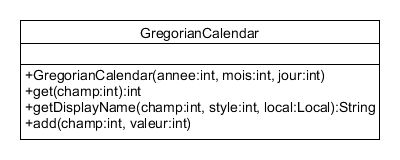 GregorianCalendar
+GregorianCalendar(annee:int, mois:int, jour:int)
+get(champ:int):int
+getDisplayName(champ:int, style:int, local:Local):String
+add(champ:int, valeur:int)